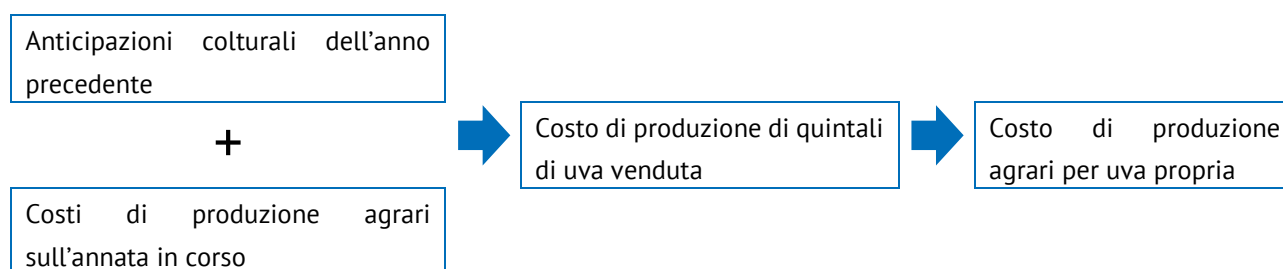 Anticipazioni colturali dell'anno
precedente
+
Costi di produzione agrari
sull'annata in corso
Costo di produzione di quintali
di uva venduta
Costo di produzione
agrari per uva propria